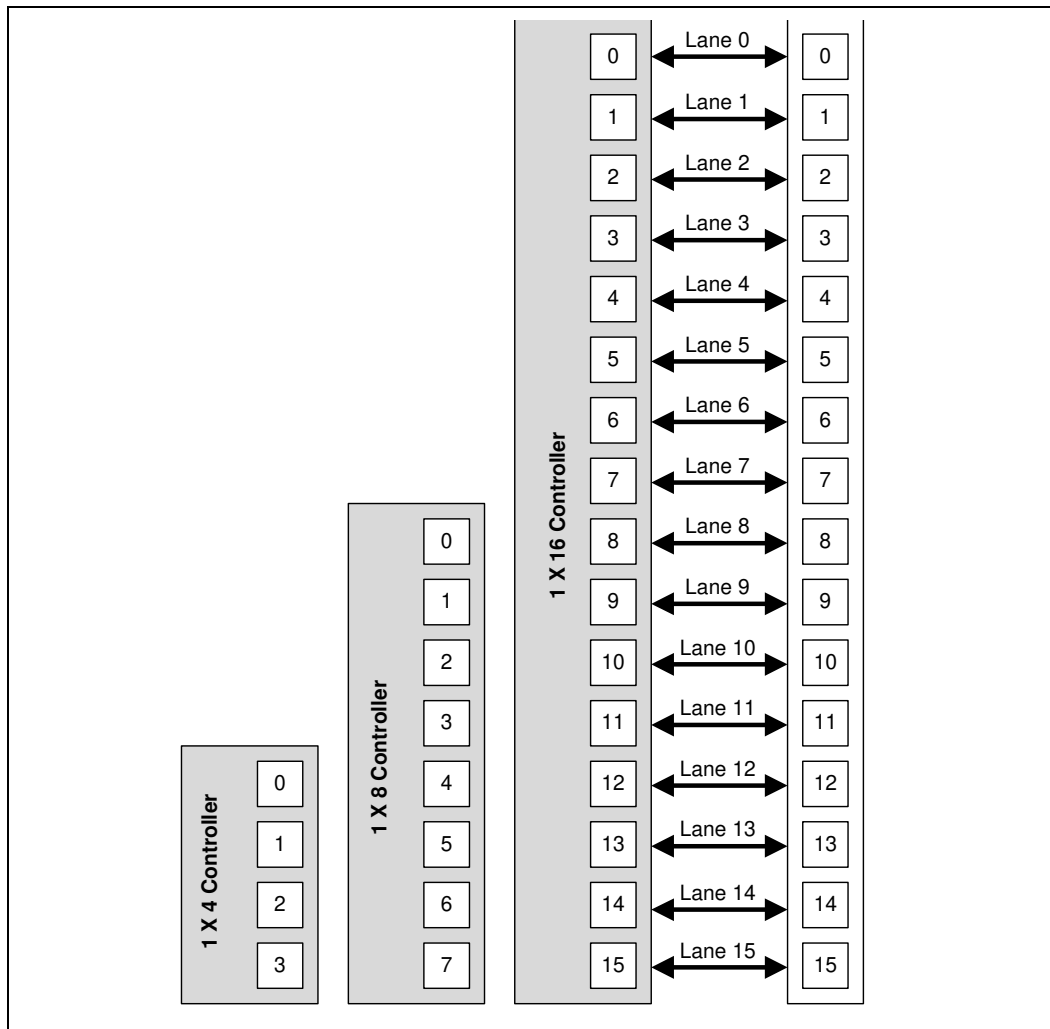 0 Lane 0 0
1 Lane 1 1
2 Lane 2 2
3 Lane 3 3
4 Lane 4 4
5 Lane 5 5
6 Lane 6 6
7 Lane 7 7
1 X 16 Controller
0 8 Lane 8 8
1 9 Lane 9 9
2 10 Lane 10 10
3 11 Lane 11 11
1 X 8 Controller
0 4 12 Lane 12 12
1 5 13 Lane 13 13
1 X 4 Controller
2 6 14 Lane 14 14
3 7 15 Lane 15 15